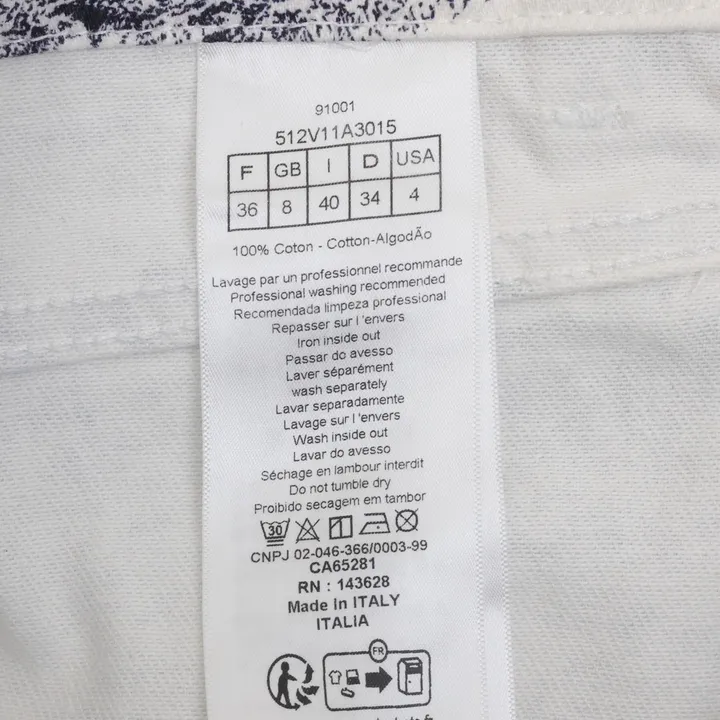 91001
512V11A3015
F GB I D USA
36 8 40 34 4
100% Coton - Cotton-AlgodÃo
Lavage par un professionnel recommande
Professional washing recommended
Recomendada limpeza professional
Repasser sur l 'envers
Iron inside out
Passar do avesso
Laver séparément
wash separately
Lavar separadamente
Lavage sur l 'envers
Wash inside out
Lavar do avesso
Séchage en lambour interdit
Do not tumble dry
Proibido secagem em tambor
30
CNPJ 02-046-366/0003-99
CA65281
RN : 143628
Made in ITALY
ITALIA
FR